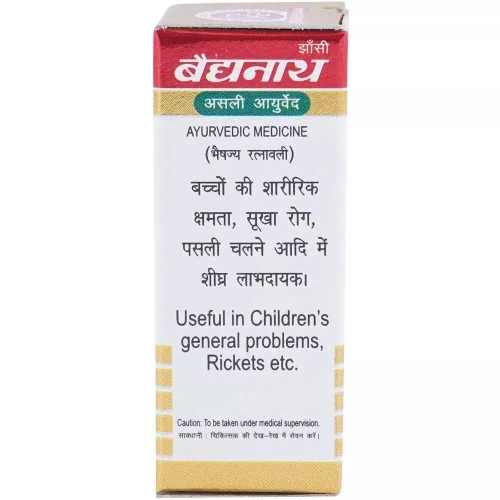 झाँसी
बैद्यनाथ
असली आयुर्वेद
AYURVEDIC MEDICINE
(भैषज्य रत्नावली)
बच्चों की शारीरिक
क्षमता, सूखा रोग,
पसली चलने आदि में
शीघ्र लाभदायक।
Useful in Children's
general problems,
Rickets etc.
Caution: To be taken under medical supervision.
सावधानी : चिकित्सक की देख-रेख में सेवन करें।